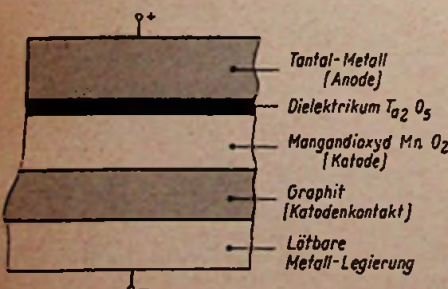 +
Tantal-Metall
(Anode)
Dielektrikum Ta2 O5
Mangandioxyd Mn O2
(Katode)
Graphit
(Katodenkontakt)
Lötbare
Metall-Legierung
−